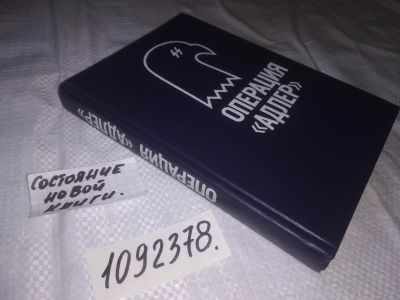 ОПЕРАЦИЯ
«АДЛЕР»
ОПЕРАЦИЯ «АДЛЕР»
СОСТОЯНИЕ
НОВОЙ
КНИГИ.
1092378.